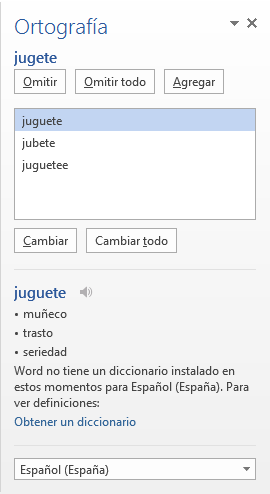 Ortografía
jugete
Omitir Omitir todo Agregar
juguete
jubete
juguetee
Cambiar Cambiar todo
juguete
• muñeco
• trasto
• seriedad
Word no tiene un diccionario instalado en
estos momentos para Español (España). Para
ver definiciones:
Obtener un diccionario
Español (España)